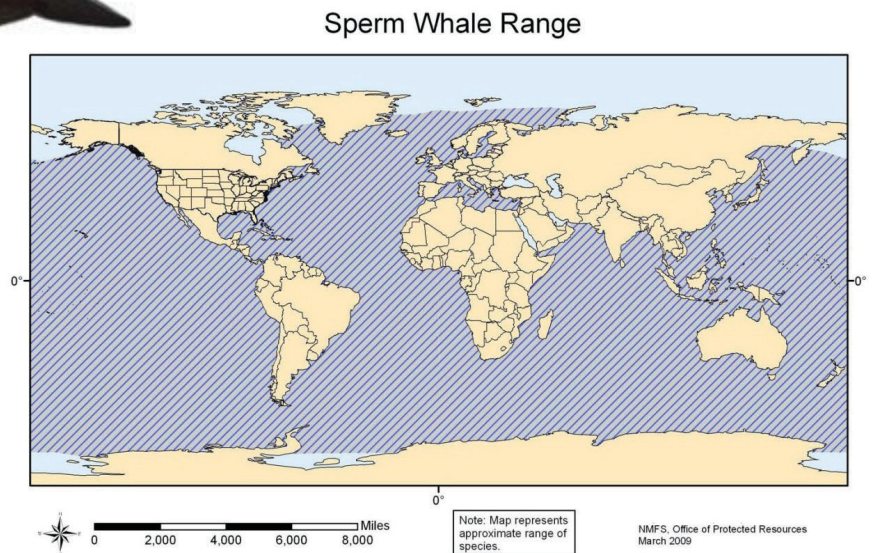 Sperm Whale Range
0°
0°
0°
Miles
0 2,000 4,000 6,000 8,000
Note: Map represents
approximate range of
species.
NMFS, Office of Protected Resources
March 2009